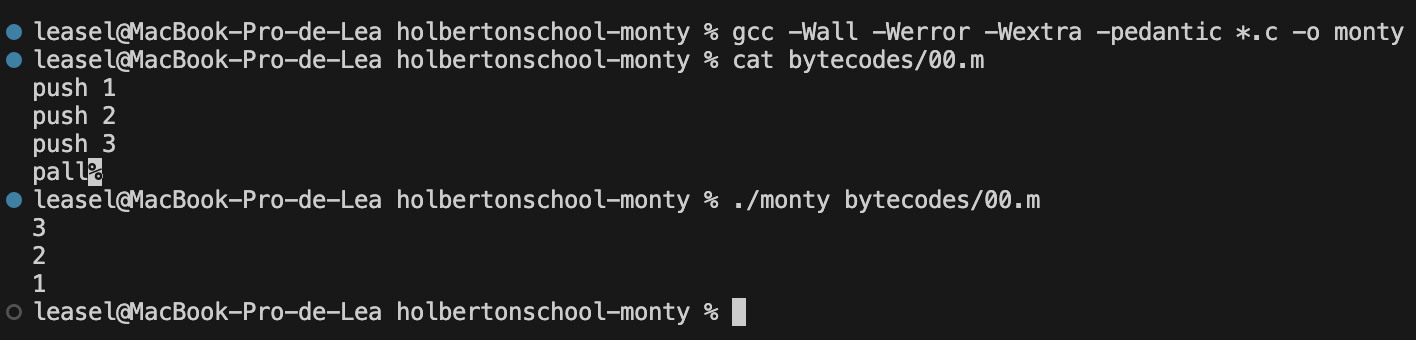 leasel@MacBook-Pro-de-Lea holbertonschool-monty % gcc -Wall -Werror -Wextra -pedantic *.c -o monty
leasel@MacBook-Pro-de-Lea holbertonschool-monty % cat bytecodes/00.m
push 1
push 2
push 3
pall%
leasel@MacBook-Pro-de-Lea holbertonschool-monty % ./monty bytecodes/00.m
3
2
1
leasel@MacBook-Pro-de-Lea holbertonschool-monty %